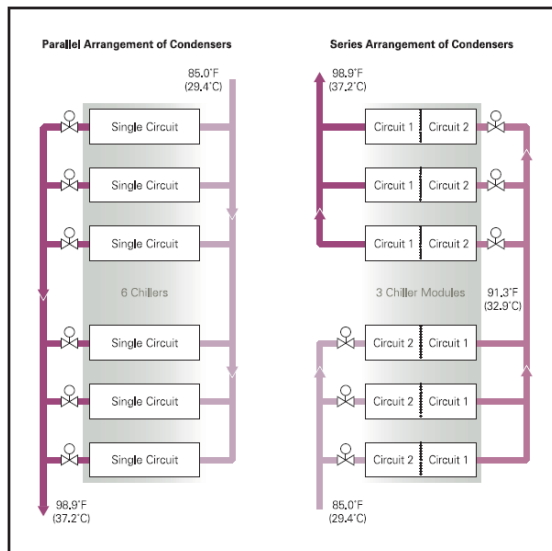 Parallel Arrangement of Condensers
85.0°F
(29.4°C)
Single Circuit
Single Circuit
Single Circuit
6 Chillers
Single Circuit
Single Circuit
Single Circuit
98.9°F
(37.2°C)
Series Arrangement of Condensers
98.9°F
(37.2°C)
Circuit 1 Circuit 2
Circuit 1 Circuit 2
Circuit 1 Circuit 2
3 Chiller Modules
91.3°F
(32.9°C)
Circuit 2 Circuit 1
Circuit 2 Circuit 1
Circuit 2 Circuit 1
85.0°F
(29.4°C)